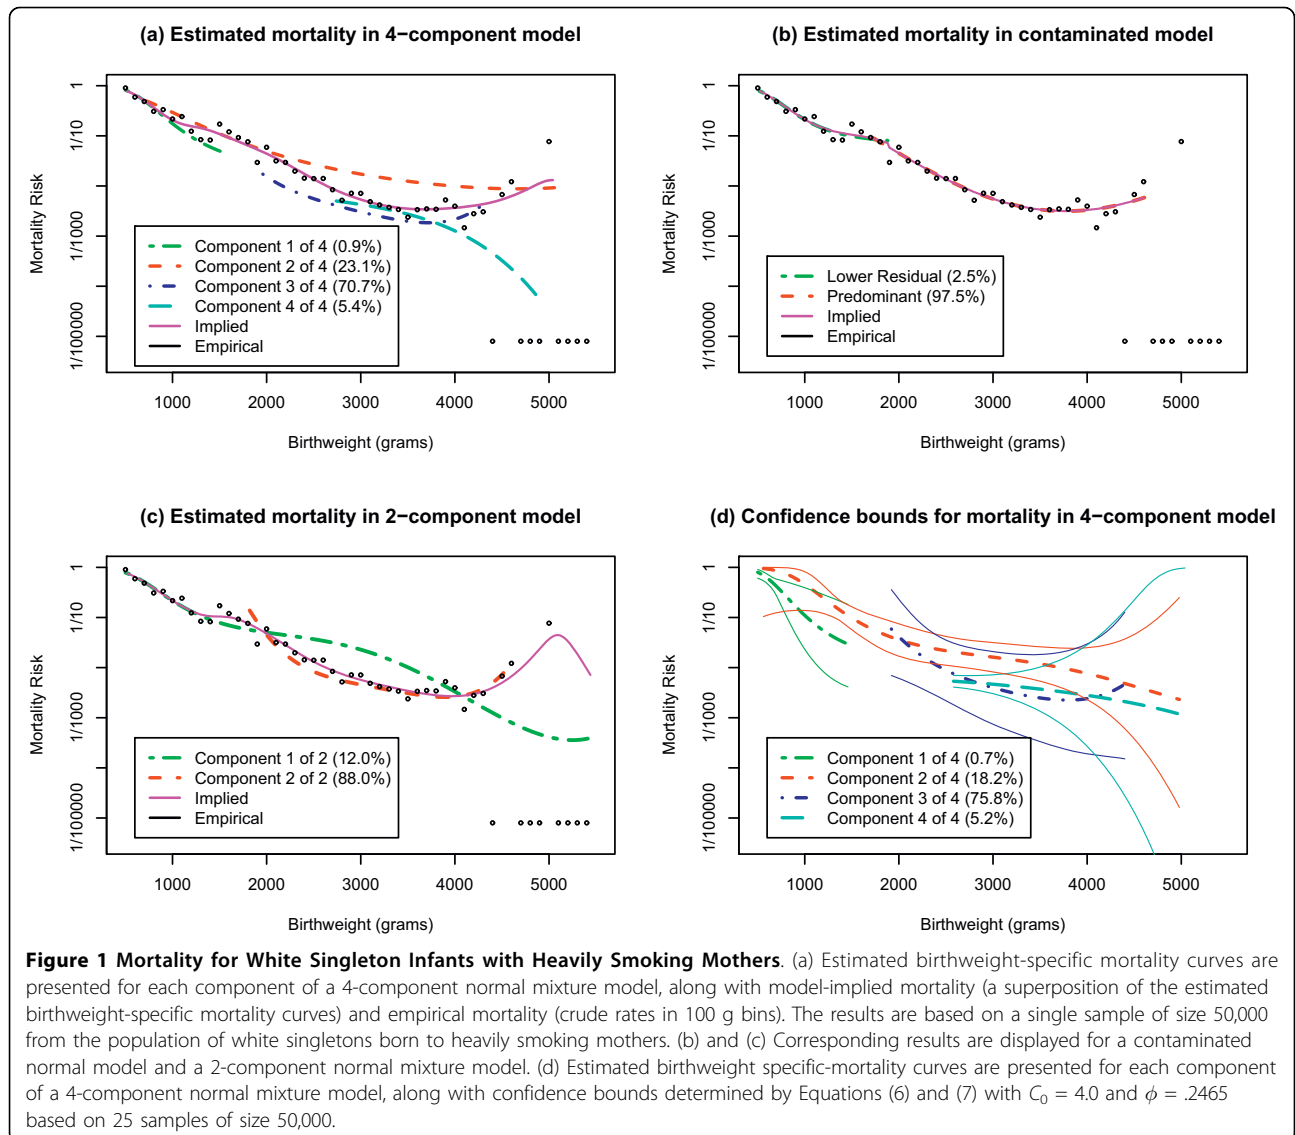 (a) Estimated mortality in 4−component model
Mortality Risk
1
1/10
1/1000
1/100000
Component 1 of 4 (0.9%)
Component 2 of 4 (23.1%)
Component 3 of 4 (70.7%)
Component 4 of 4 (5.4%)
Implied
Empirical
1000 2000 3000 4000 5000
Birthweight (grams)
(b) Estimated mortality in contaminated model
Mortality Risk
1
1/10
1/1000
1/100000
Lower Residual (2.5%)
Predominant (97.5%)
Implied
Empirical
1000 2000 3000 4000 5000
Birthweight (grams)
(c) Estimated mortality in 2−component model
Mortality Risk
1
1/10
1/1000
1/100000
Component 1 of 2 (12.0%)
Component 2 of 2 (88.0%)
Implied
Empirical
1000 2000 3000 4000 5000
Birthweight (grams)
(d) Confidence bounds for mortality in 4−component model
Mortality Risk
1
1/10
1/1000
1/100000
Component 1 of 4 (0.7%)
Component 2 of 4 (18.2%)
Component 3 of 4 (75.8%)
Component 4 of 4 (5.2%)
1000 2000 3000 4000 5000
Birthweight (grams)
Figure 1 Mortality for White Singleton Infants with Heavily Smoking Mothers. (a) Estimated birthweight-specific mortality curves are
presented for each component of a 4-component normal mixture model, along with model-implied mortality (a superposition of the estimated
birthweight-specific mortality curves) and empirical mortality (crude rates in 100 g bins). The results are based on a single sample of size 50,000
from the population of white singletons born to heavily smoking mothers. (b) and (c) Corresponding results are displayed for a contaminated
normal model and a 2-component normal mixture model. (d) Estimated birthweight specific-mortality curves are presented for each component
of a 4-component normal mixture model, along with confidence bounds determined by Equations (6) and (7) with C₀ = 4.0 and ϕ = .2465
based on 25 samples of size 50,000.